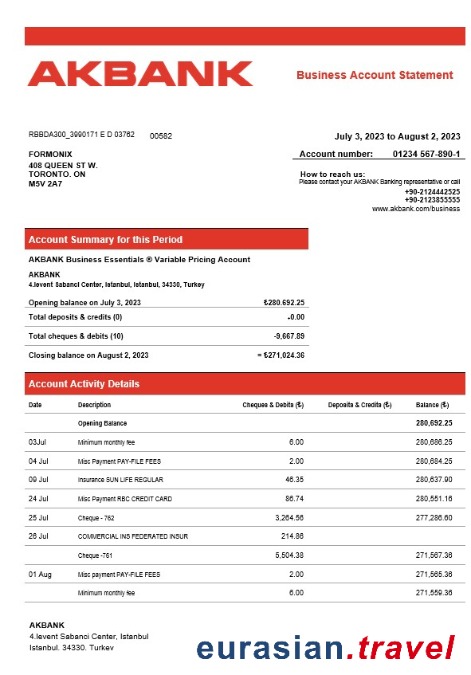 AKBANK
Business Account Statement
RBBDA300_3990171 E D 03762 00582
July 3, 2023 to August 2, 2023
FORMONIX
408 QUEEN ST W.
TORONTO. ON
M5V 2A7
Account number: 01234 567-890-1
How to reach us:
Please contact your AKBANK Banking representative or call
+90-2124442525
+90-2123855555
www.akbank.com/business
Account Summary for this Period
AKBANK Business Essentials ® Variable Pricing Account
AKBANK
4.levent Sabanci Center, Istanbul, Istanbul, 34330, Turkey
Opening balance on July 3, 2023 ₺280.692.25
Total deposits & credits (0) -0.00
Total cheques & debits (10) -9,667.89
Closing balance on August 2, 2023 = ₺271,024.36
Account Activity Details
Date Description Cheques & Debits (₺) Deposits & Credits (₺) Balance (₺)
Opening Balance 280,692.25
03Jul Minimum monthly fee 6.00 280,686.25
04 Jul Misc Payment PAY-FILE FEES 2.00 280,684.25
09 Jul Insurance SUN LIFE REGULAR 46.35 280,637.90
24 Jul Misc Payment RBC CREDIT CARD 86.74 280,551.16
25 Jul Cheque - 762 3,264,56 277,286.60
26 Jul COMMERCIAL INS FEDERATED INSUR 214.86
Cheque -761 5,504.38 271,567.36
01 Aug Misc payment PAY-FILE FEES 2.00 271,565.36
Minimum monthly fee 6.00 271,559.36
AKBANK
4.levent Sabanci Center, Istanbul
Istanbul. 34330. Turkey
eurasian.travel